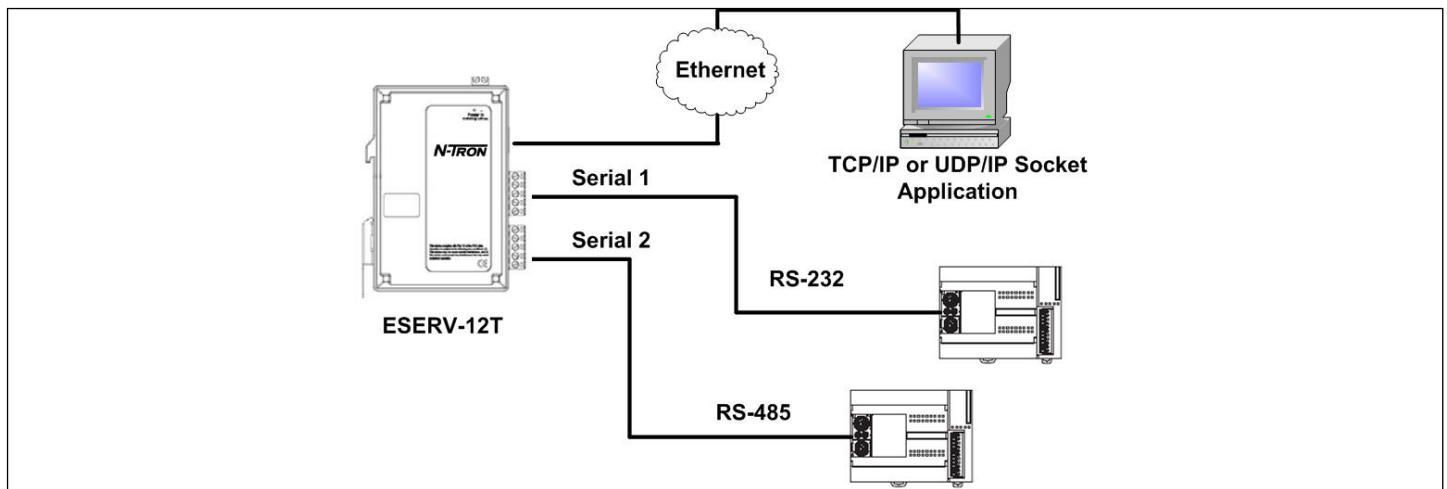 Ethernet
N-TRON
TCP/IP or UDP/IP Socket
Application
Serial 1
Serial 2
RS-232
ESERV-12T
RS-485